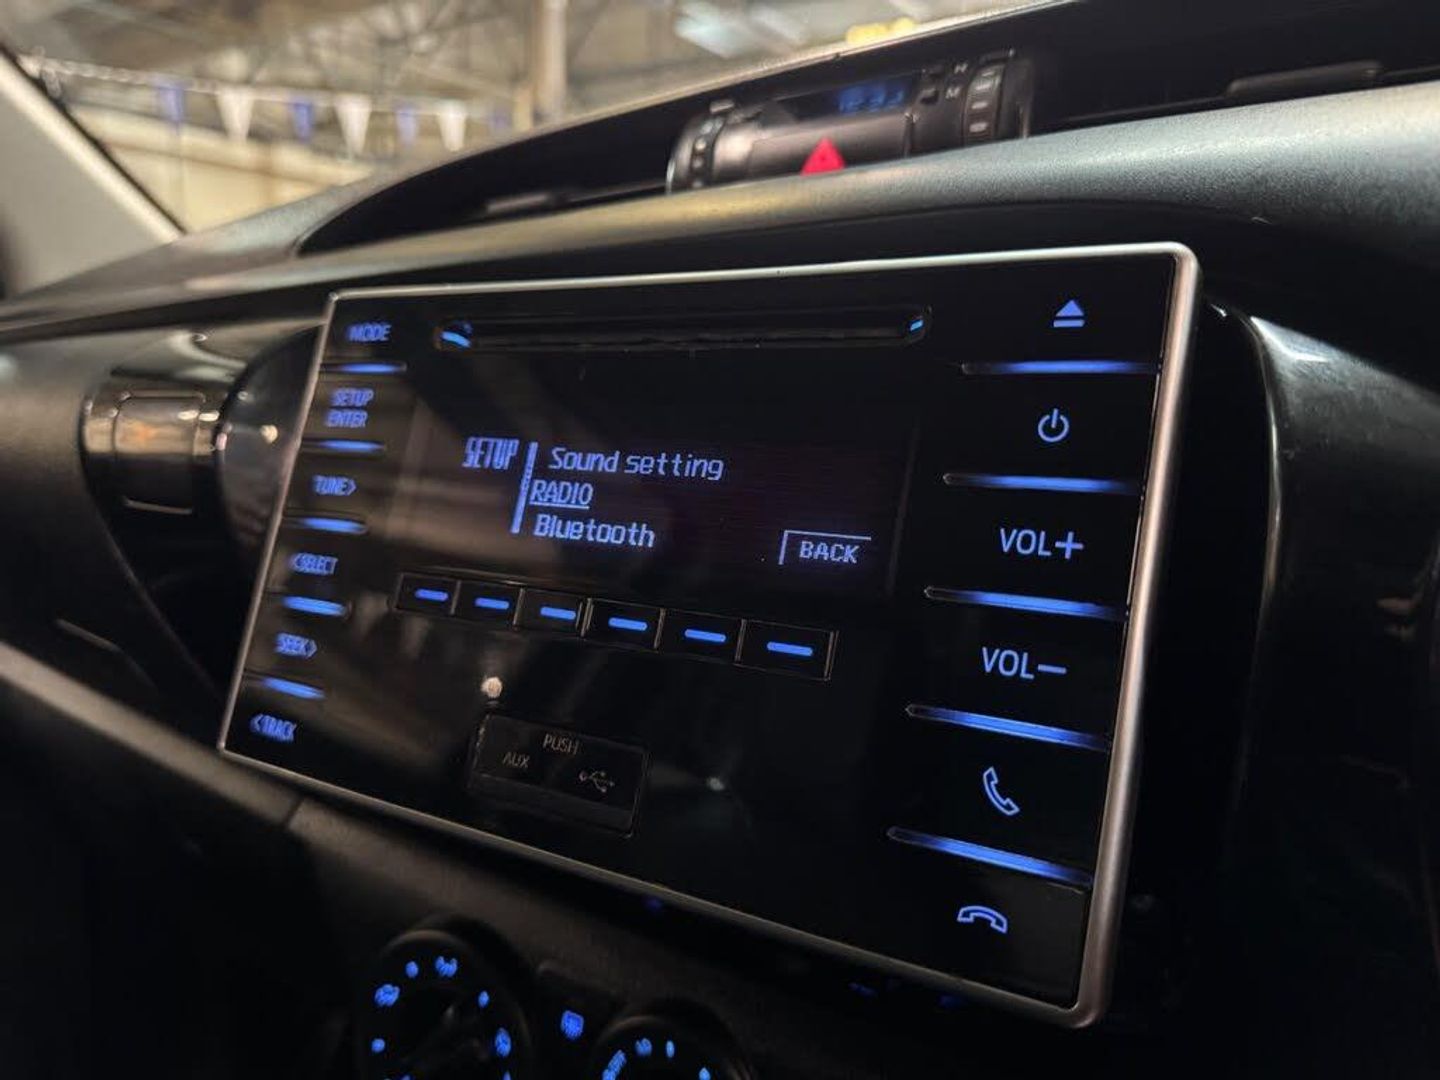 MODE
SETUP
ENTER
TUNE>
<SELECT
SEEK>
<TRACK
SETUP
Sound setting
RADIO
Bluetooth
BACK
PUSH
AUX
VOL+
VOL−
H
M